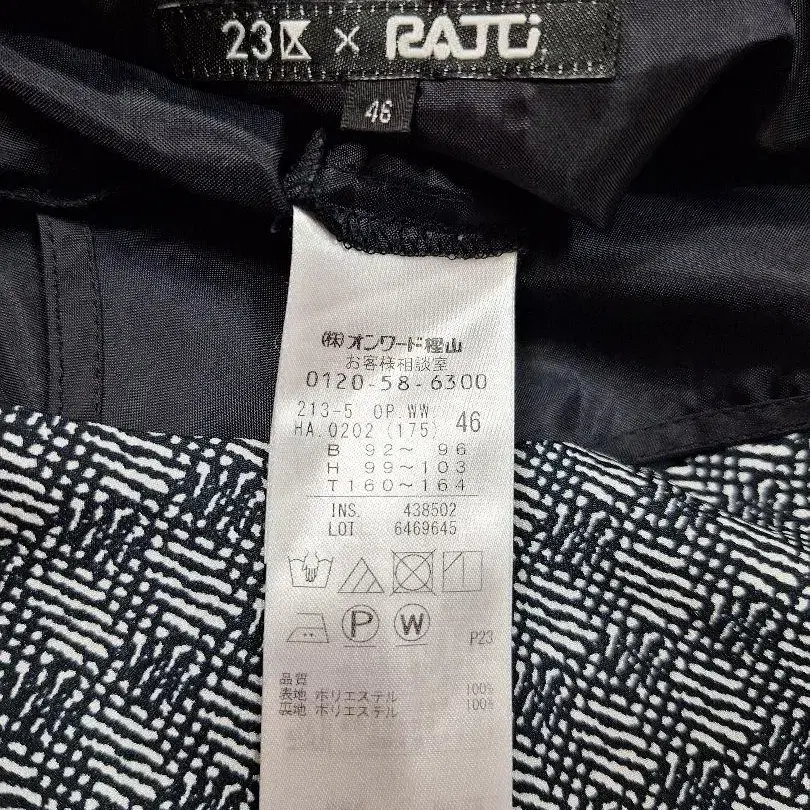 23区 × RATTI
46
(株)オンワード樫山
お客様相談室
0120-58-6300
213-5 OP.WW.
HA.0202 (175) 46
B 92～ 96
H 99～103
T160～164
INS. 438502
LOI 6469645
P W
P23
品質
表地 ポリエステル 100%
裏地 ポリエステル 100%